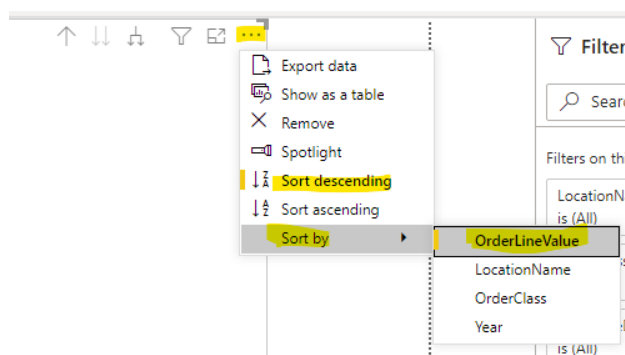 Filter
Export data
Show as a table
Sear
Remove
Spotlight
Filters on th
Sort descending
LocationN
Sort ascending
is (All)
Sort by
OrderLineValue
LocationName
OrderClass
Year
is (All)